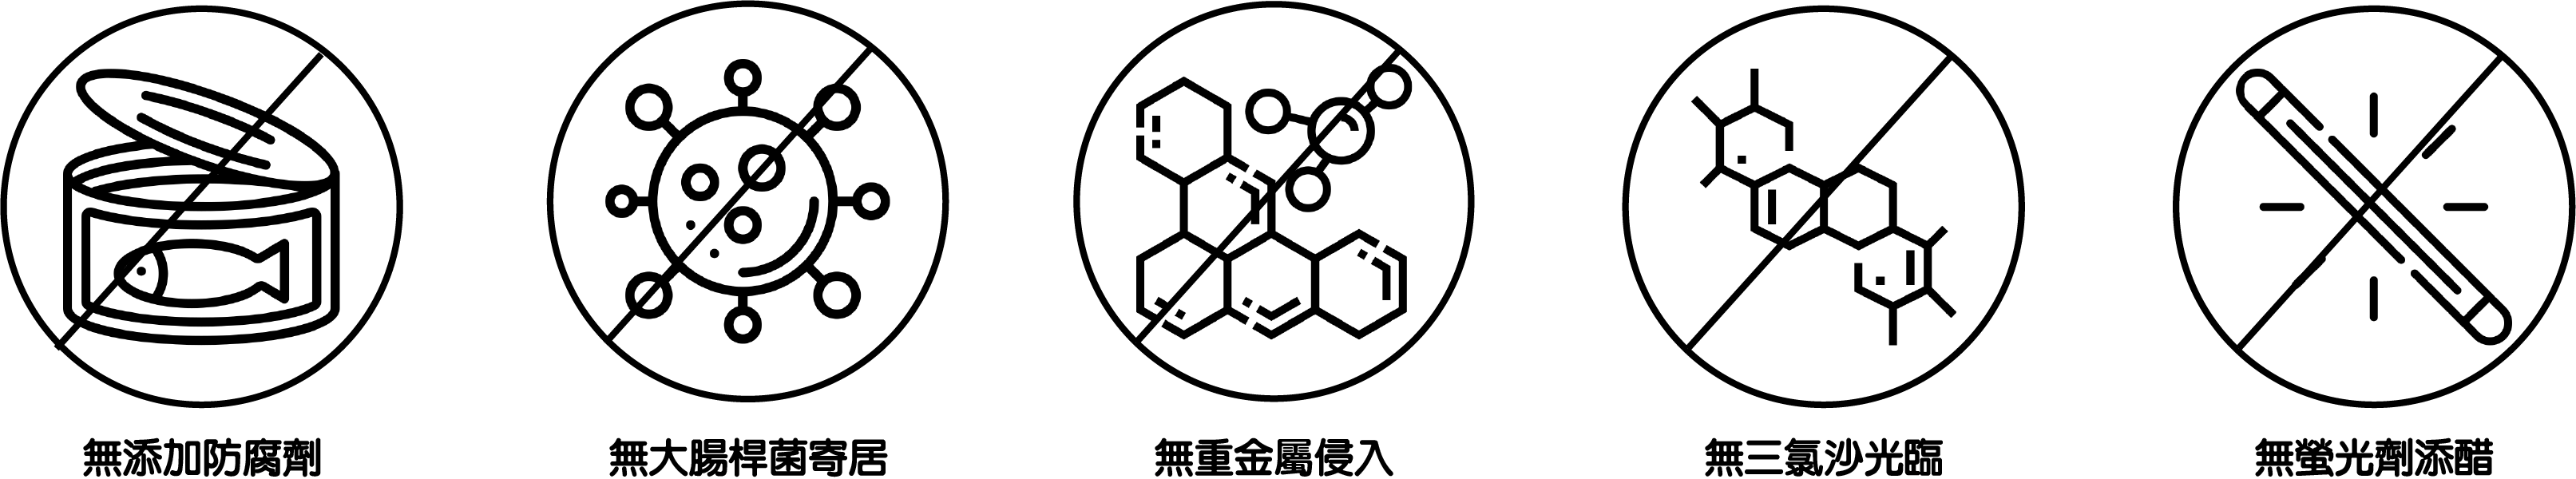 無添加防腐劑
無大腸桿菌寄居
無重金屬侵入
無三氯沙光臨
無螢光劑添醋